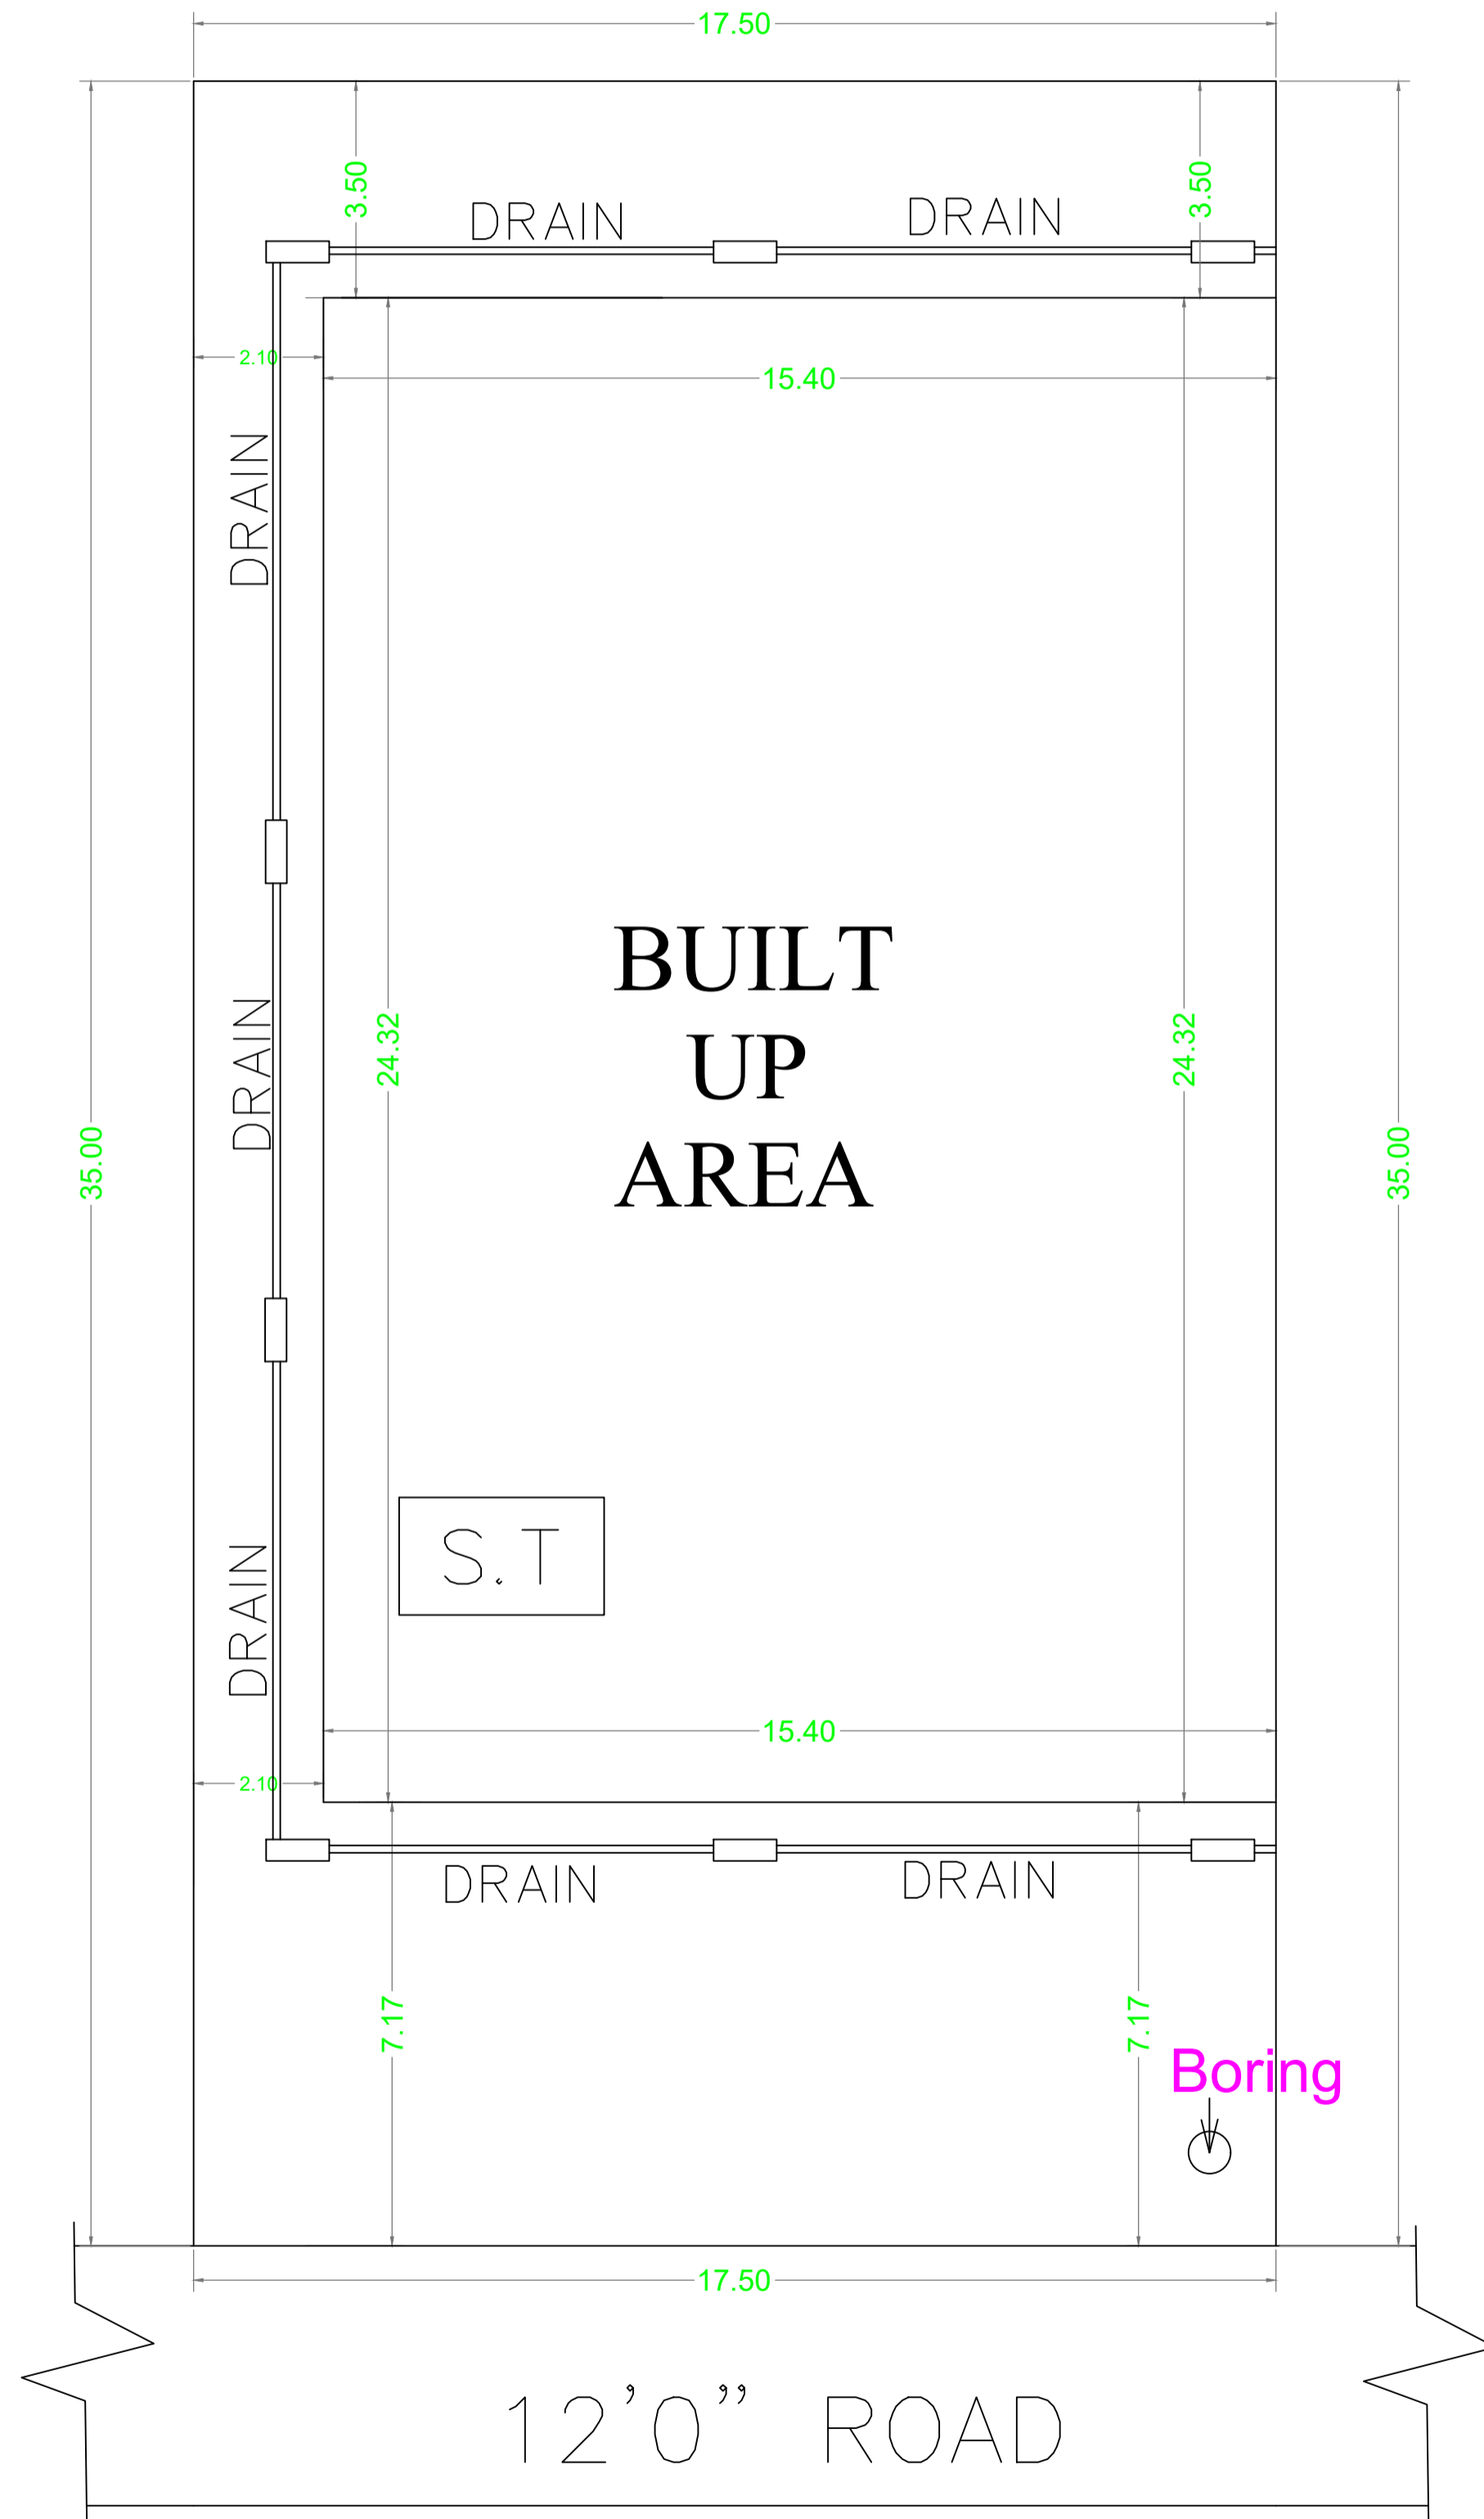 17.50
3.50
3.50
DRAIN
DRAIN
2.10
15.40
DRAIN
BUILT
24.32
24.32
UP
DRAIN
35.00
35.00
AREA
S.T
DRAIN
15.40
2.10
DRAIN
DRAIN
7.17
7.17
Boring
17.50
12'0" ROAD